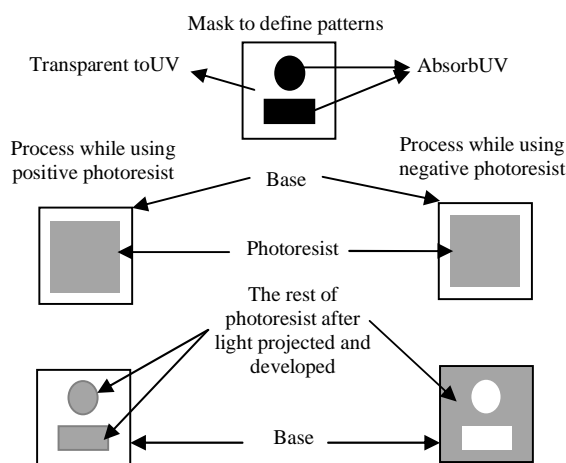 Mask to define patterns
Transparent toUV
AbsorbUV
Process while using
positive photoresist
Process while using
negative photoresist
Base
Photoresist
The rest of
photoresist after
light projected and
developed
Base